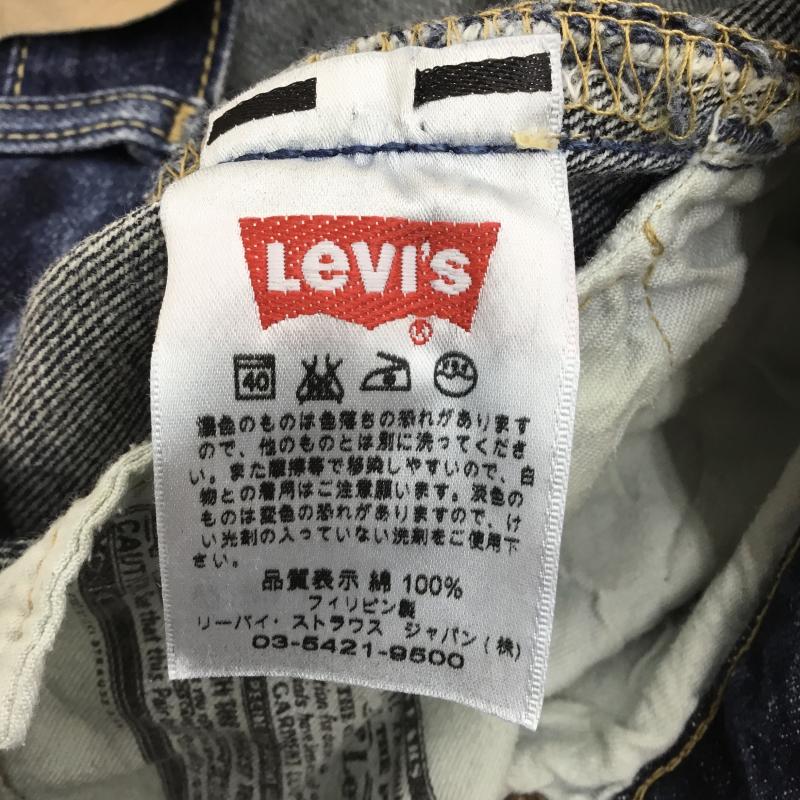 Levi's
®
40
濃色のものは色落ちの恐れがあります
ので、他のものとは別に洗ってくださ
い。また摩擦等で移染しやすいので、白
物との着用はご注意願います。淡色の
ものは変色の恐れがありますので、け
い光剤の入っていない洗剤をご使用下
さい。
品質表示 綿 100%
フィリピン製
リーバイ・ストラウス ジャパン(株)
03-5421-9500
CAUTI
See that this
GARMENT